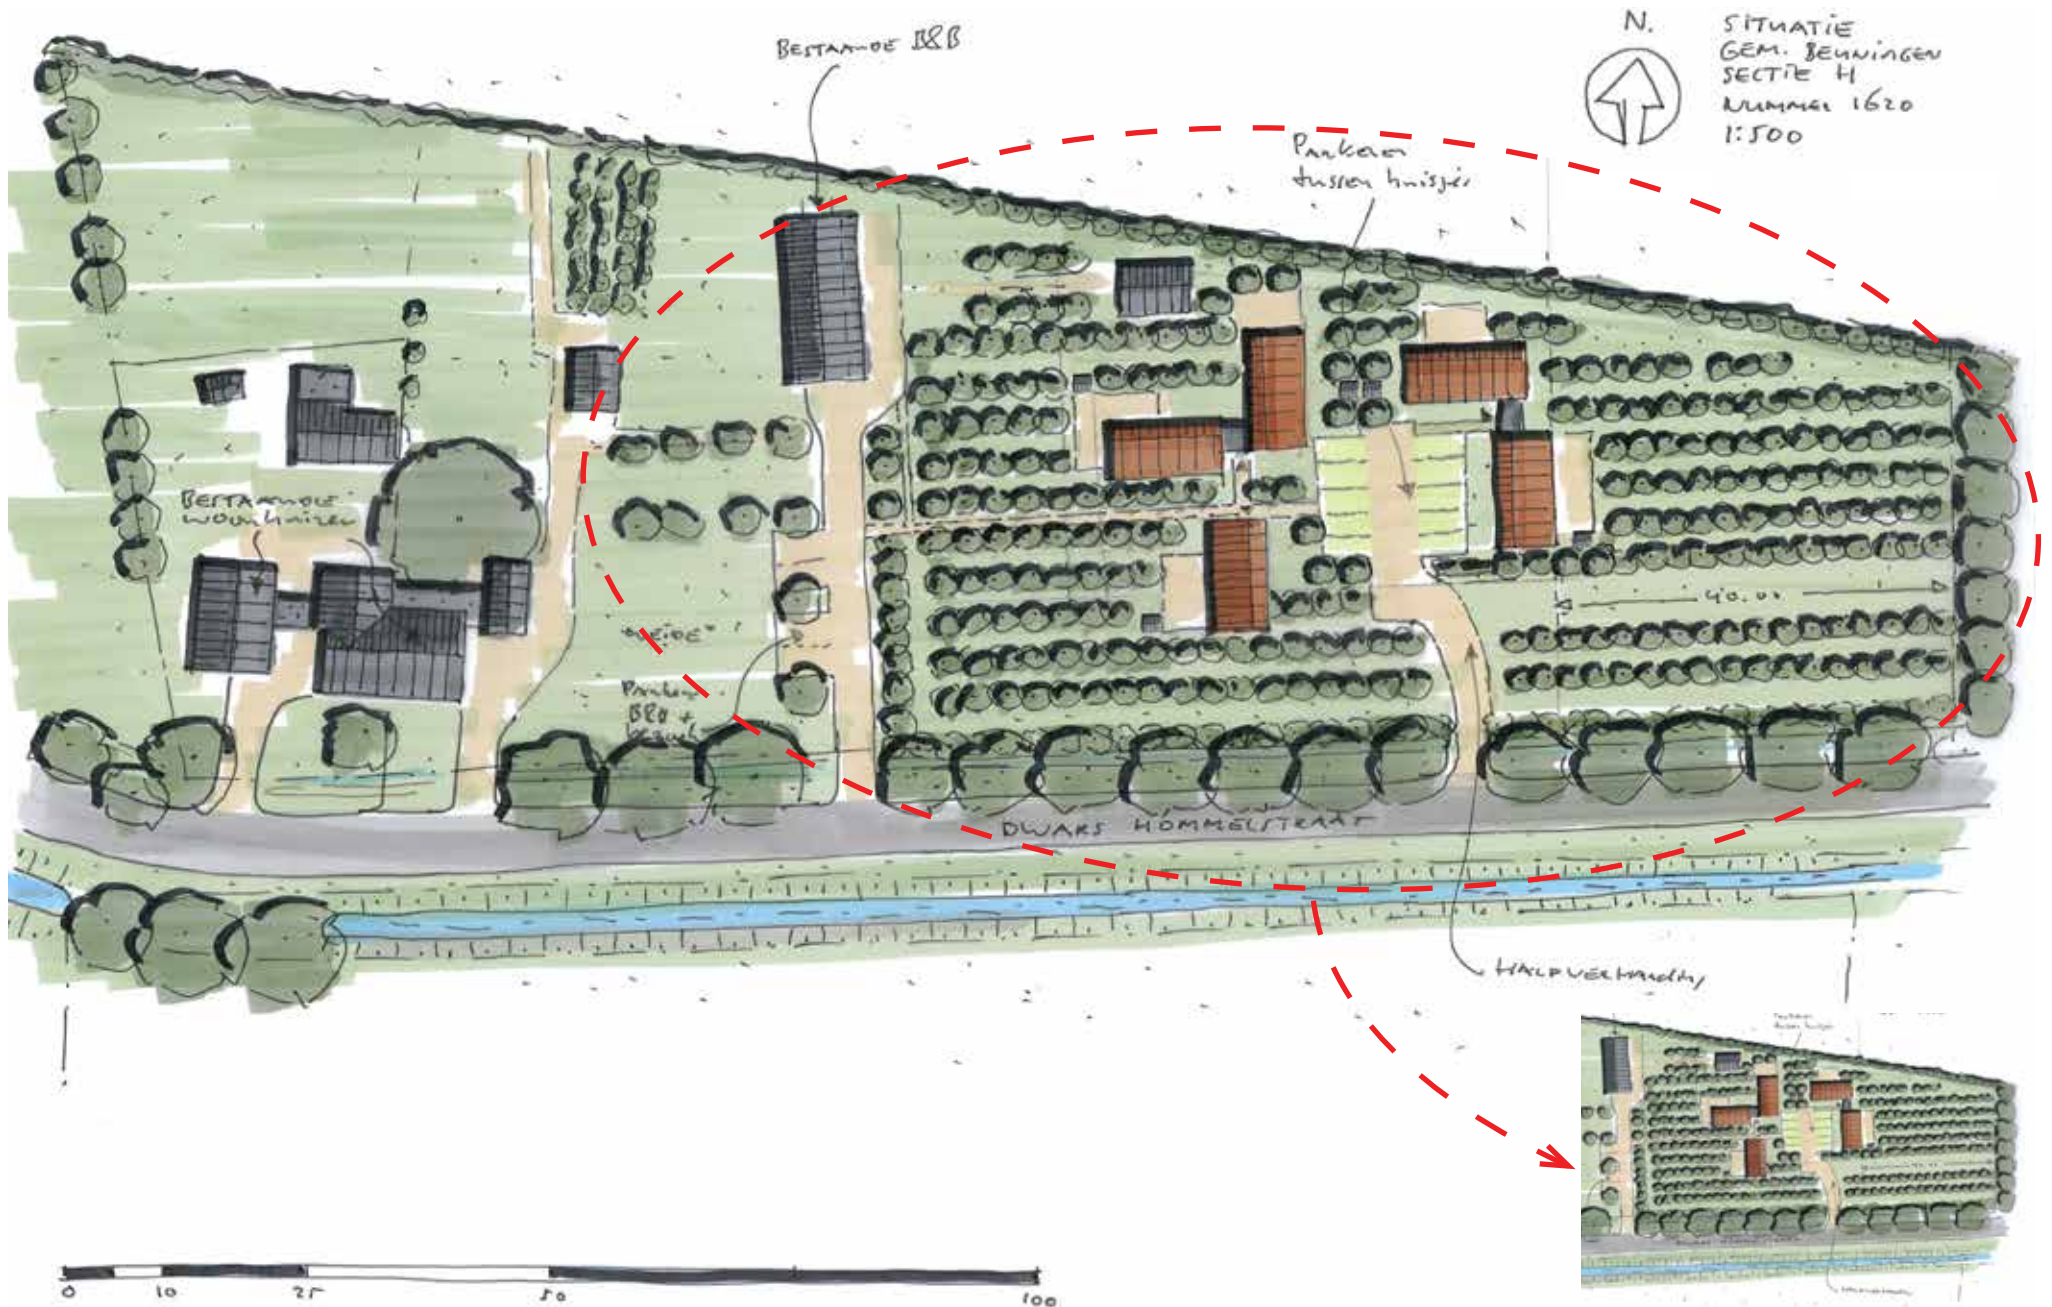 BESTAANDE B&B
N.
SITUATIE
GEM. BEUNINGEN
SECTIE H
NUMMER 1620
1:500
Parkeren
tussen huisjes
BESTAANDE
woonhuizen
"WEIDE"
Parkeren
B&B +
40.00
DWARS HOMMELSTRAAT
HALFVERHARDING
0 10 25 50 100